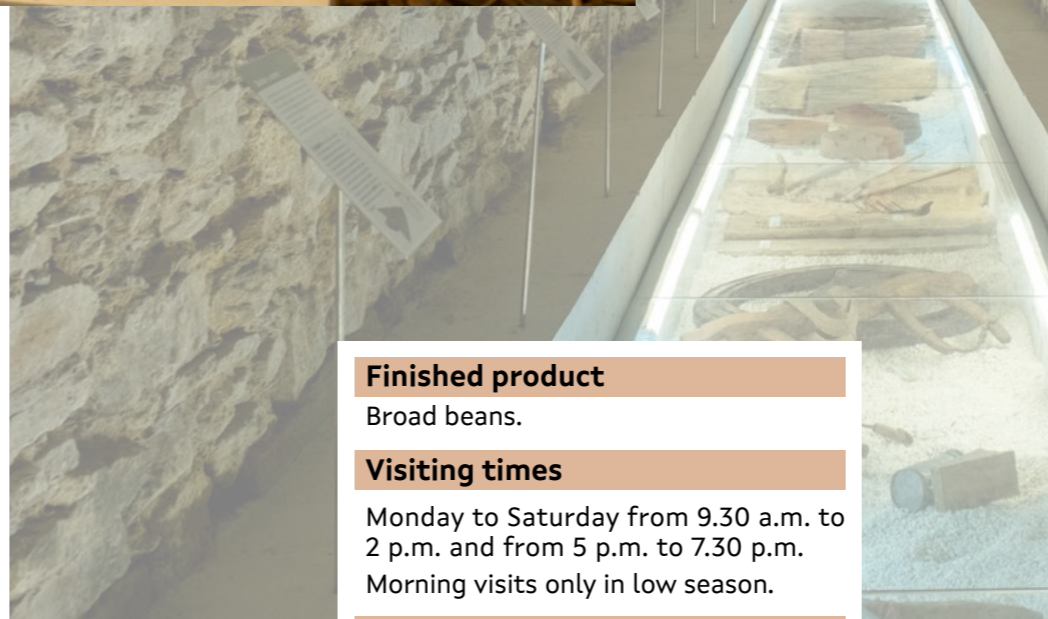 Finished product
Broad beans.
Visiting times
Monday to Saturday from 9.30 a.m. to
2 p.m. and from 5 p.m. to 7.30 p.m.
Morning visits only in low season.